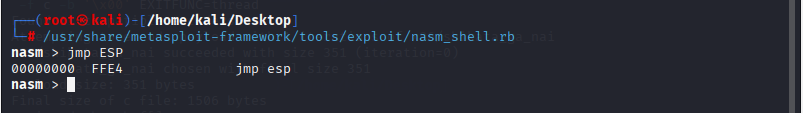 ┌──(root㉿kali)-[/home/kali/Desktop]
└─# /usr/share/metasploit-framework/tools/exploit/nasm_shell.rb
nasm > jmp ESP
00000000  FFE4              jmp esp
nasm >